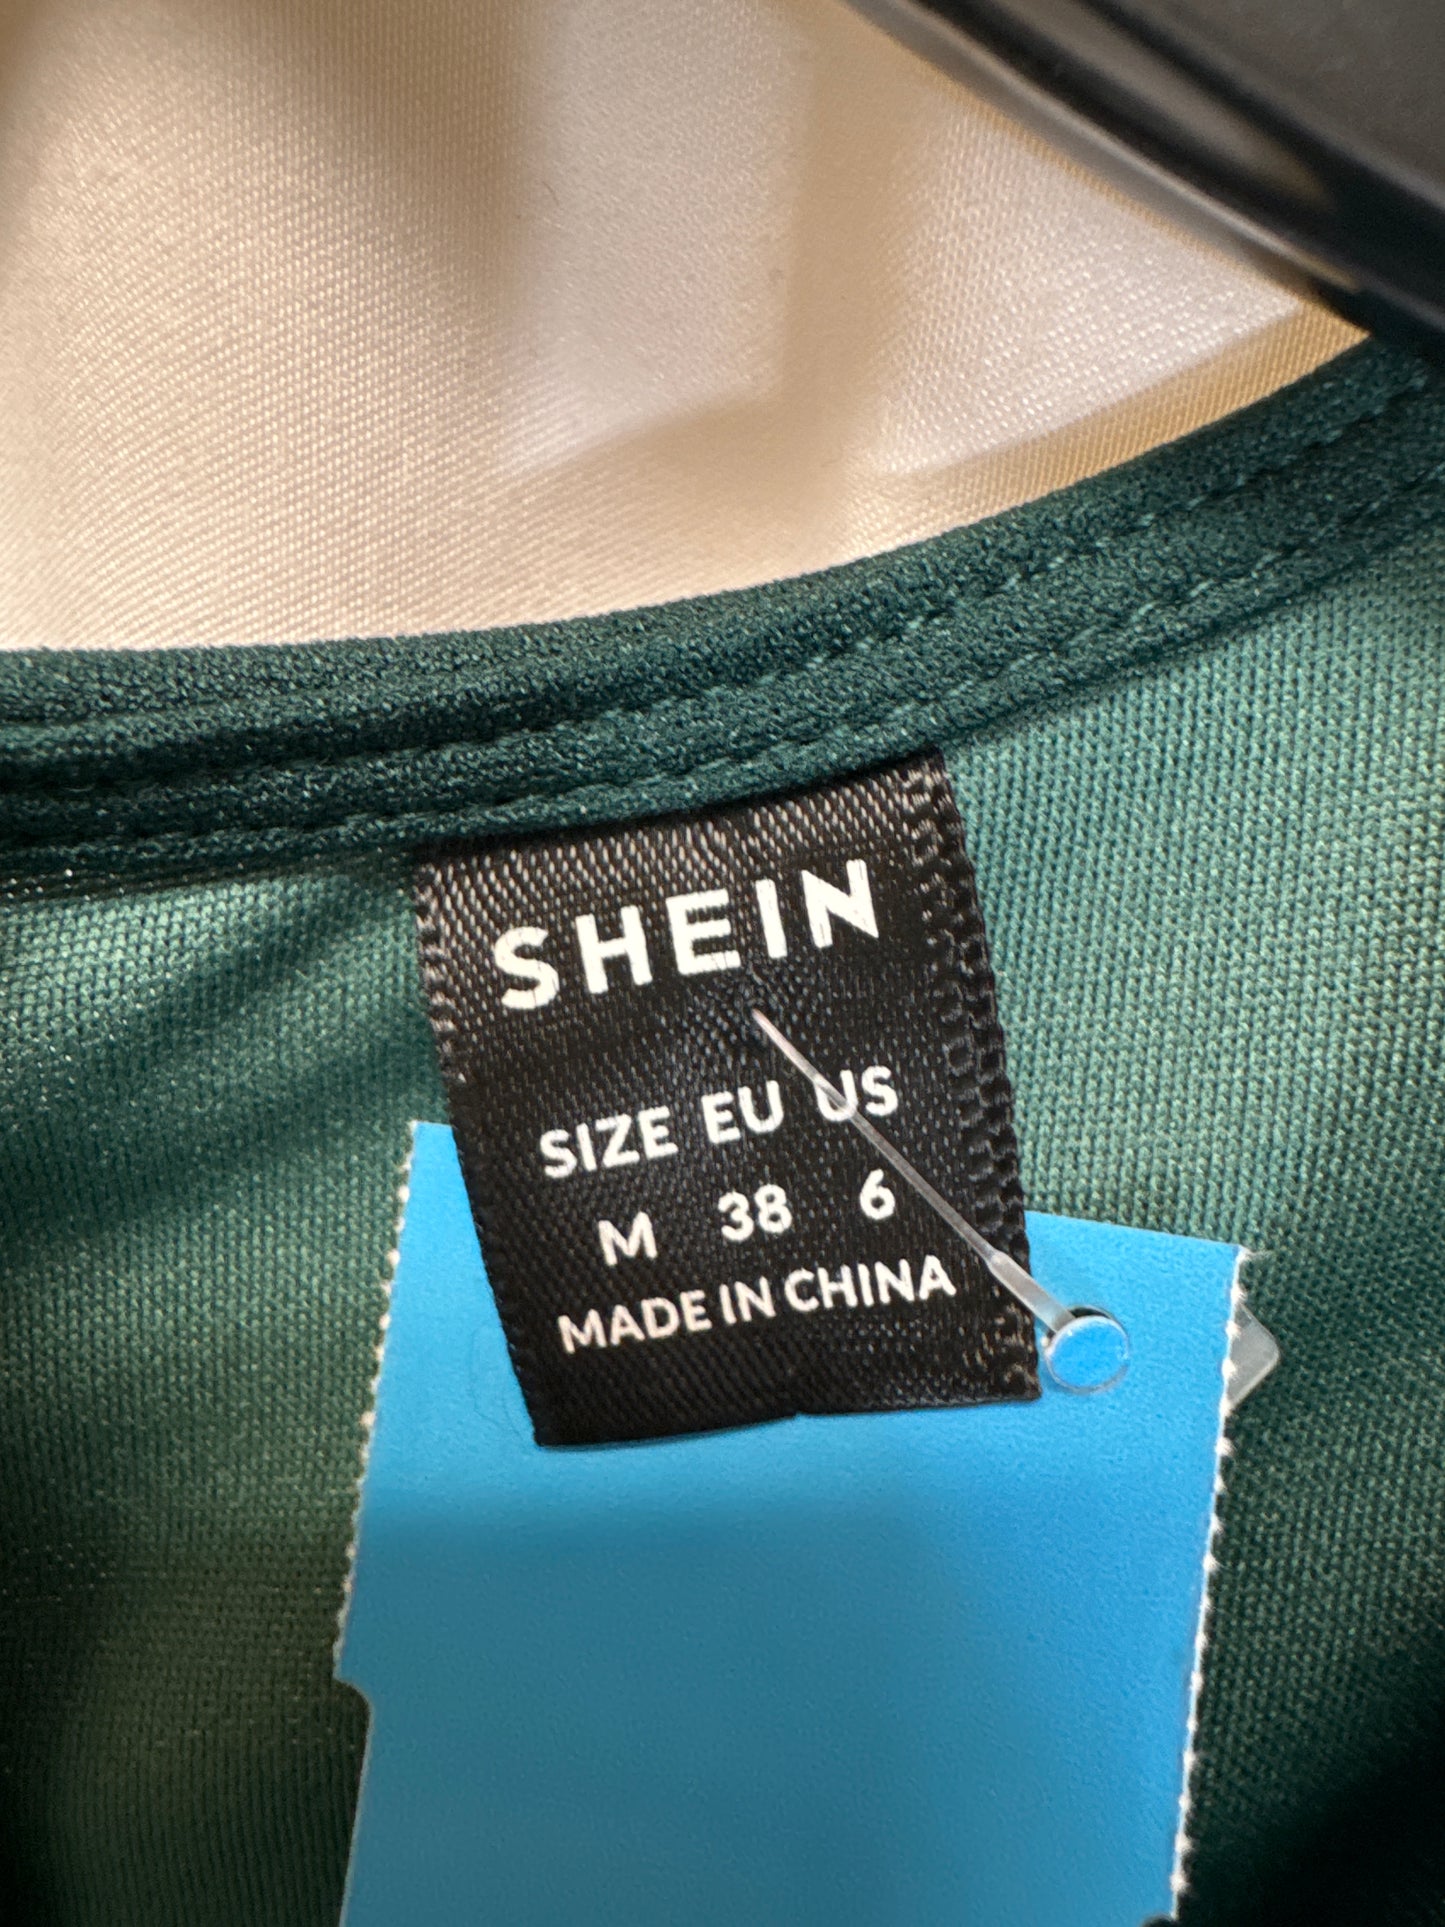 SHEIN
SIZE EU US
M 38 6
MADE IN CHINA